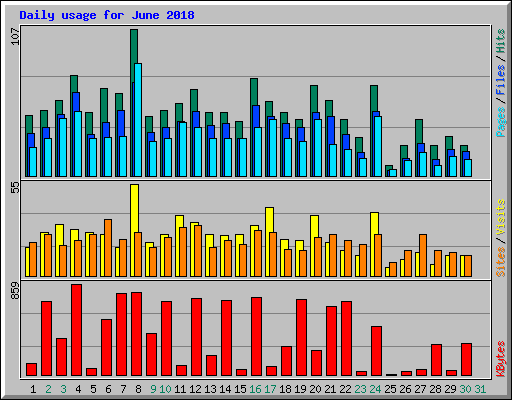 Daily usage for June 2018
107
Pages / Files / Hits
55
Sites / Visits
859
KBytes
1 2 3 4 5 6 7 8 9 10 11 12 13 14 15 16 17 18 19 20 21 22 23 24 25 26 27 28 29 30 31